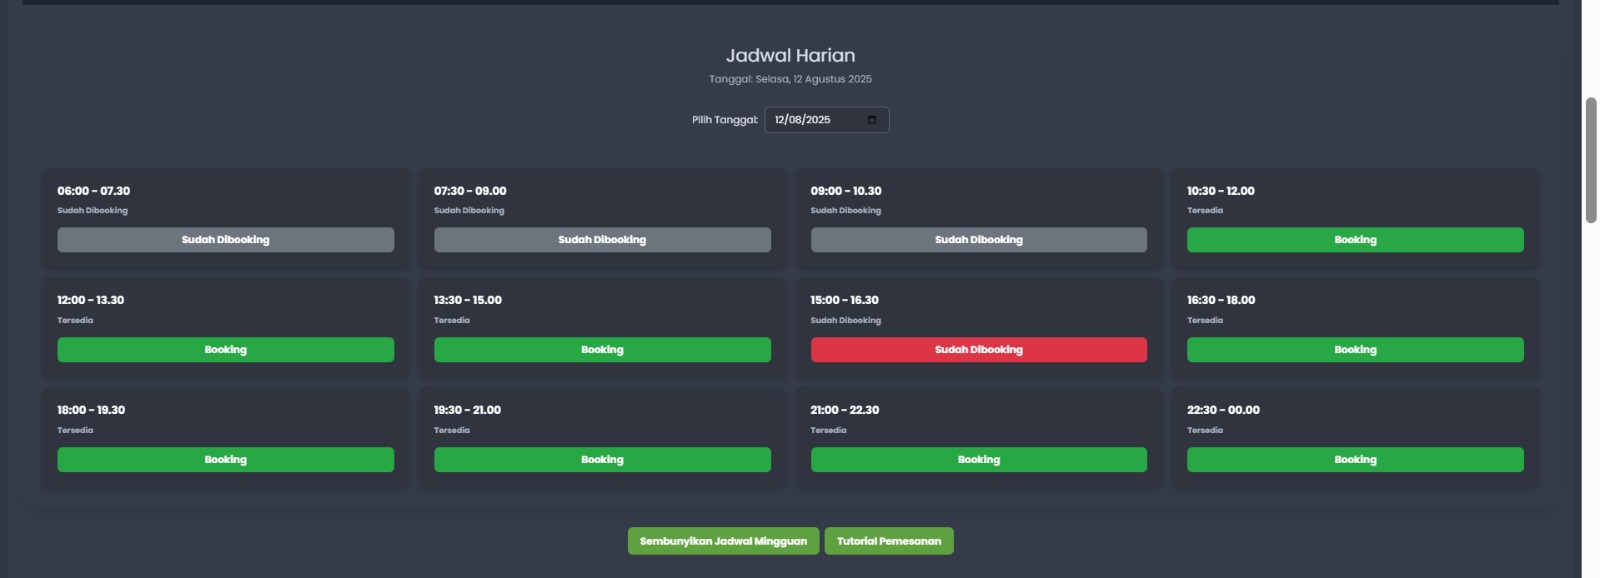 Jadwal Harian
Tanggal: Selasa, 12 Agustus 2025
Pilih Tanggal: 12/08/2025
06:00 - 07.30
Sudah Dibooking
Sudah Dibooking
07:30 - 09.00
Sudah Dibooking
Sudah Dibooking
09:00 - 10.30
Sudah Dibooking
Sudah Dibooking
10:30 - 12.00
Tersedia
Booking
12:00 - 13.30
Tersedia
Booking
13:30 - 15.00
Tersedia
Booking
15:00 - 16.30
Sudah Dibooking
Sudah Dibooking
16:30 - 18.00
Tersedia
Booking
18:00 - 19.30
Tersedia
Booking
19:30 - 21.00
Tersedia
Booking
21:00 - 22.30
Tersedia
Booking
22:30 - 00.00
Tersedia
Booking
Sembunyikan Jadwal Mingguan
Tutorial Pemesanan